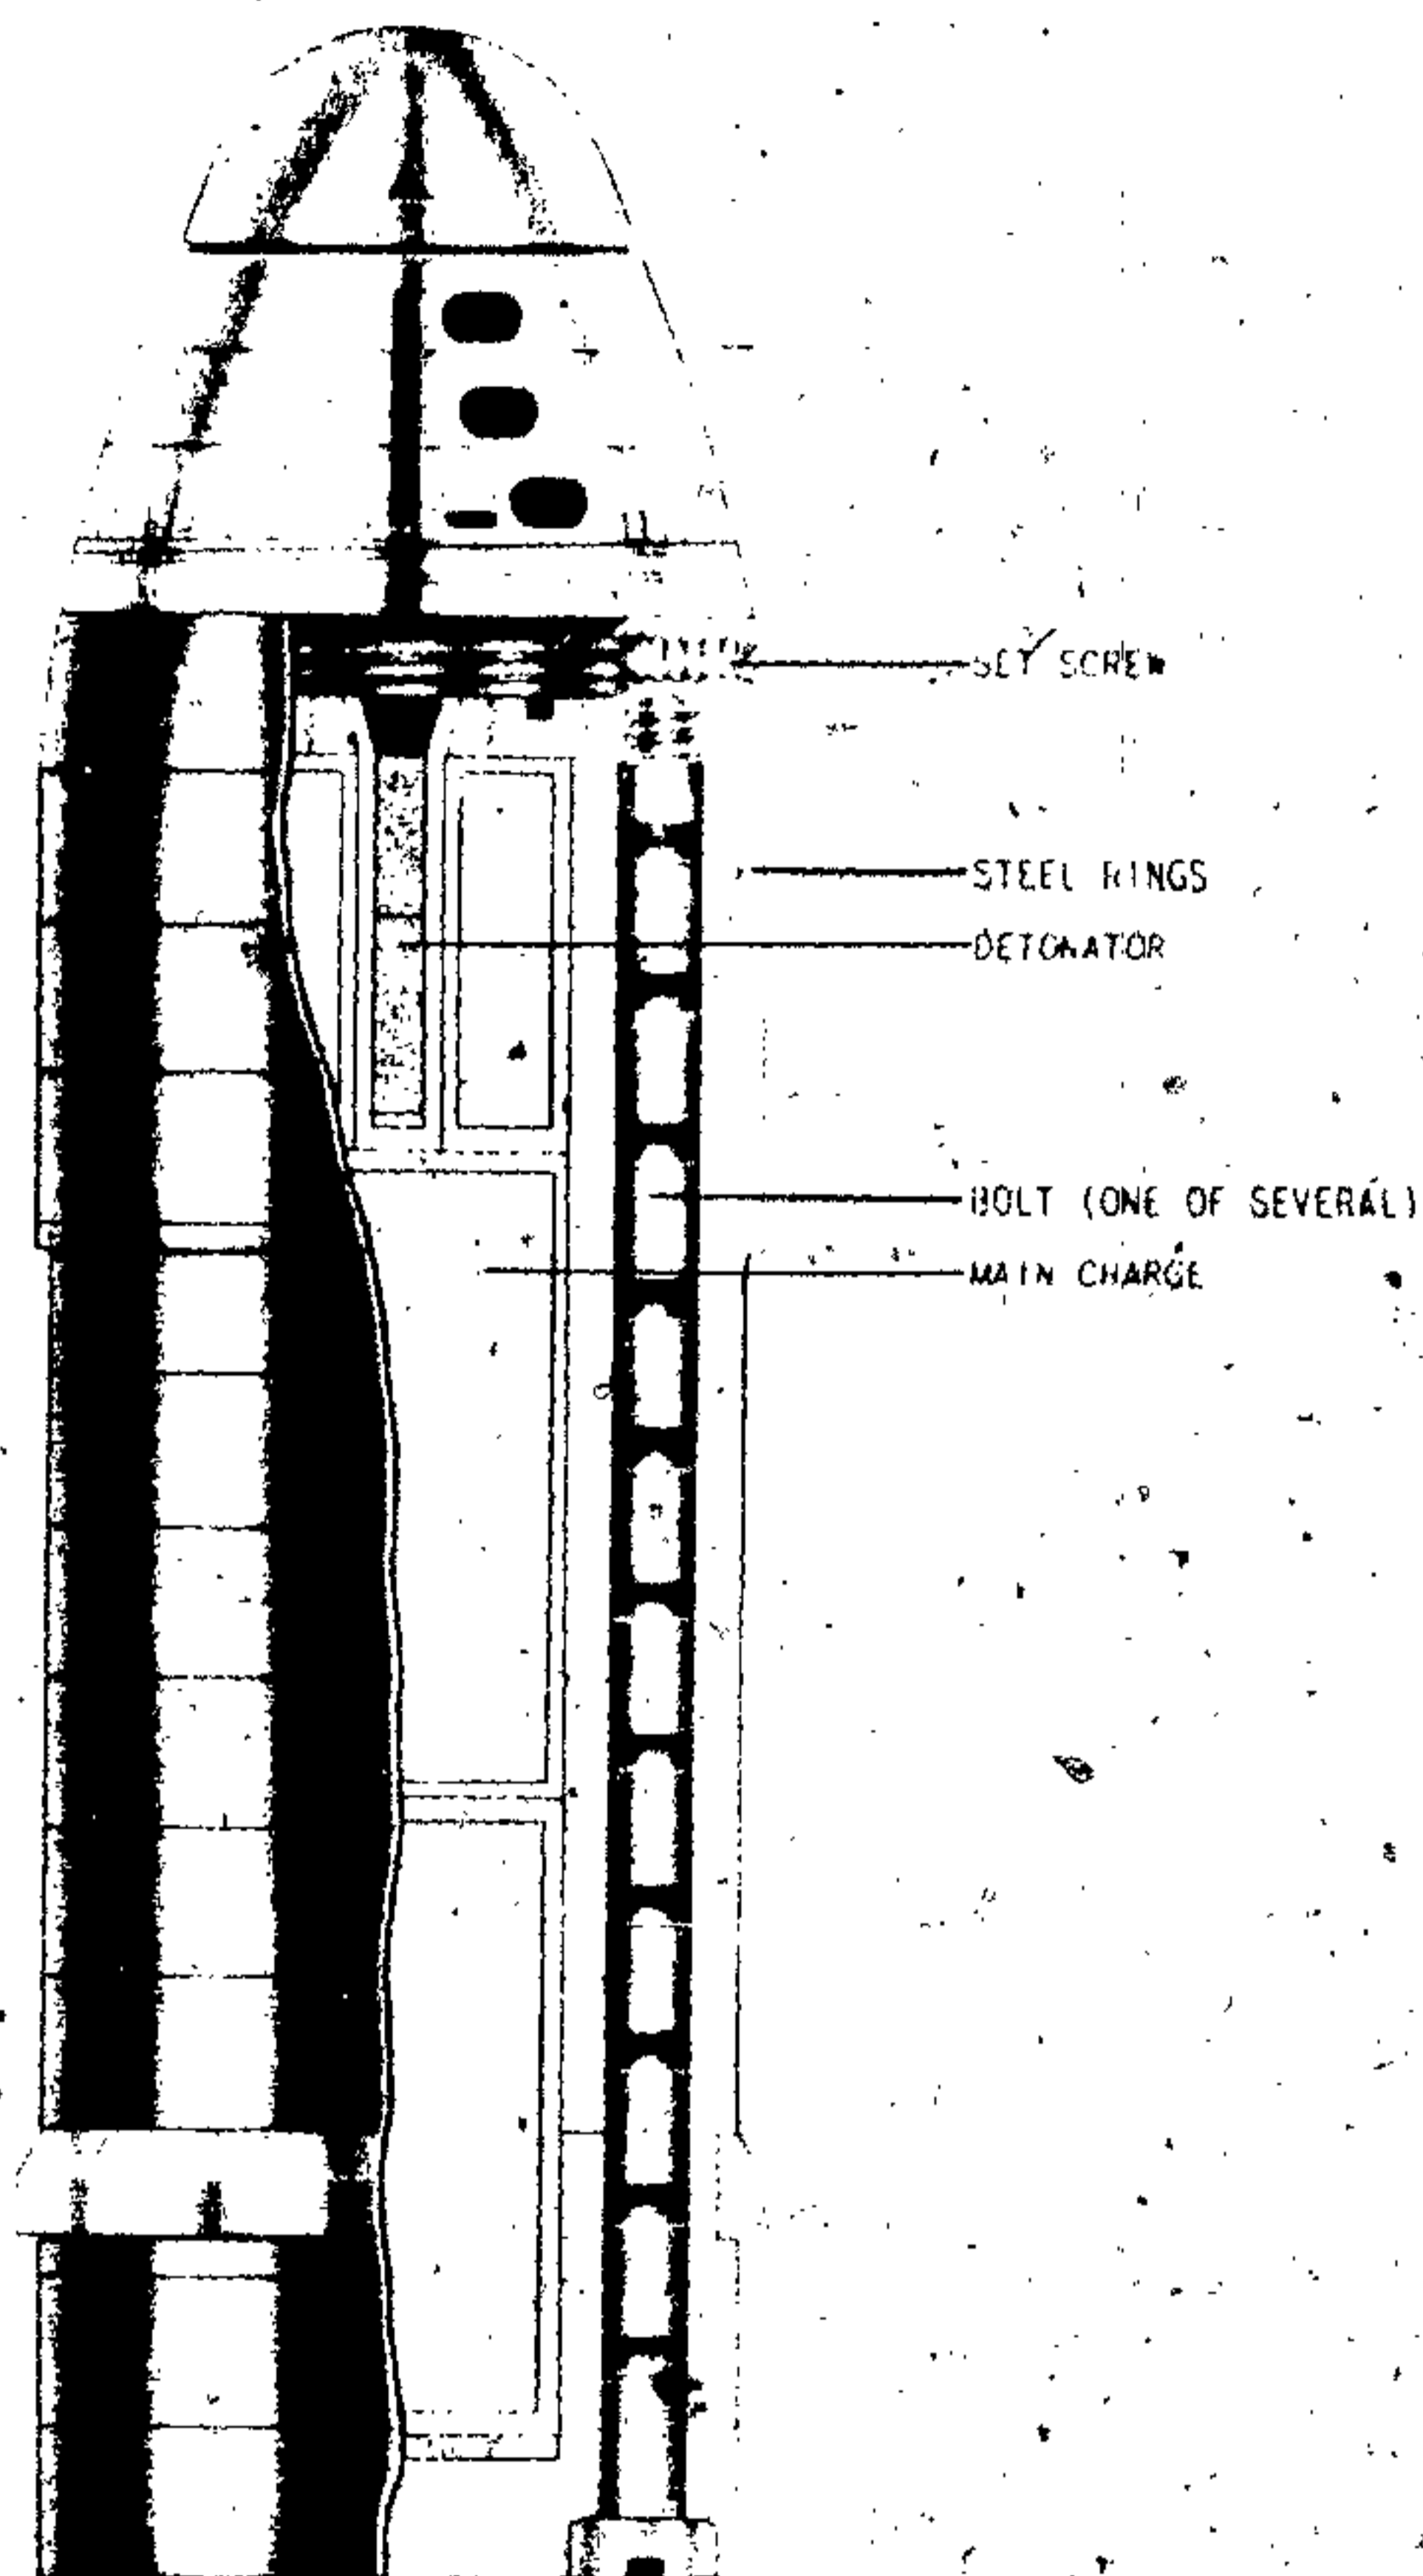 SET SCREW
STEEL RINGS
DETONATOR
BOLT (ONE OF SEVERAL)
MAIN CHARGE